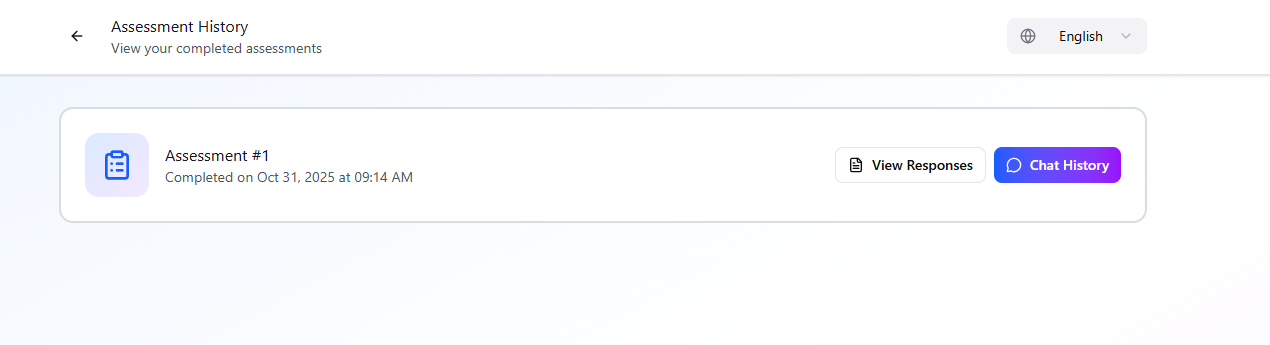 Assessment History
View your completed assessments
English
Assessment #1
Completed on Oct 31, 2025 at 09:14 AM
View Responses
Chat History